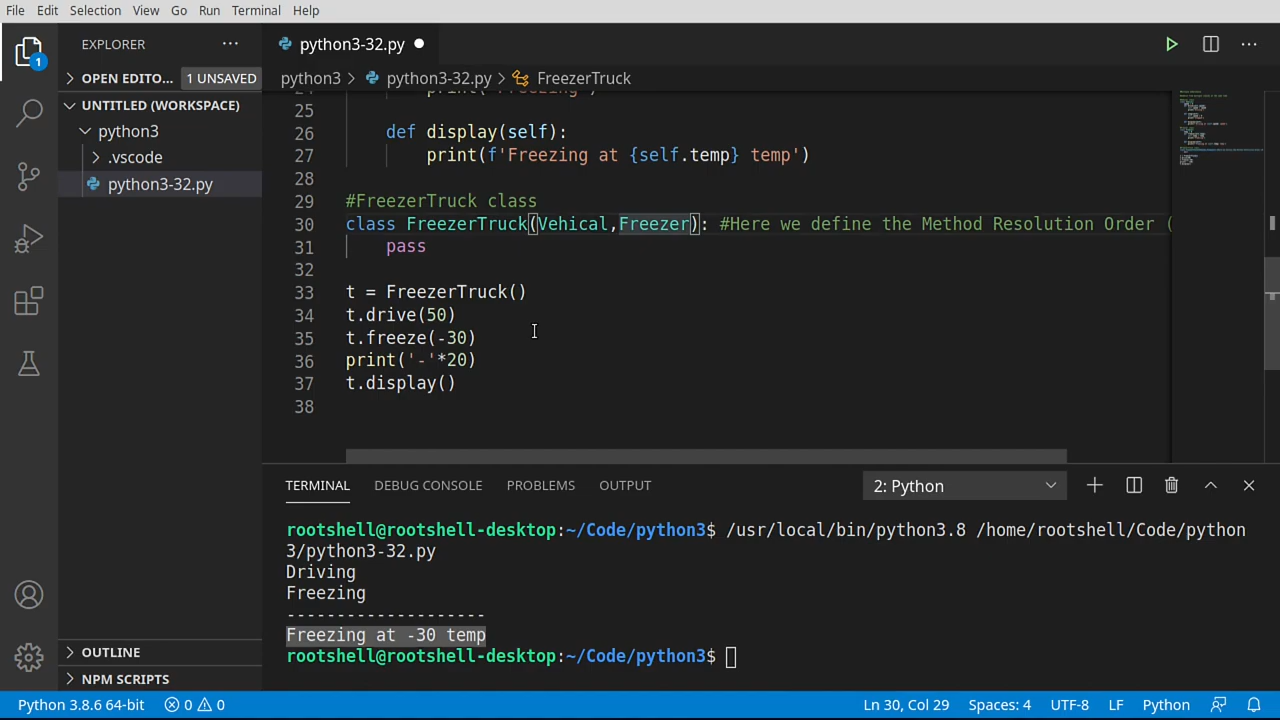 File Edit Selection View Go Run Terminal Help
EXPLORER ···
python3-32.py
1
OPEN EDITO... 1 UNSAVED
python3 > python3-32.py > FreezerTruck
UNTITLED (WORKSPACE)
python3
.vscode
python3-32.py
24 print('Freezing')
25
26 def display(self):
27 print(f'Freezing at {self.temp} temp')
28
29 #FreezerTruck class
30 class FreezerTruck(Vehical,Freezer): #Here we define the Method Resolution Order (
31 pass
32
33 t = FreezerTruck()
34 t.drive(50)
35 t.freeze(-30)
36 print('-'*20)
37 t.display()
38
TERMINAL DEBUG CONSOLE PROBLEMS OUTPUT 2: Python
rootshell@rootshell-desktop:~/Code/python3$ /usr/local/bin/python3.8 /home/rootshell/Code/python
3/python3-32.py
Driving
Freezing
--------------------
Freezing at -30 temp
rootshell@rootshell-desktop:~/Code/python3$
OUTLINE
NPM SCRIPTS
Python 3.8.6 64-bit 0 0 Ln 30, Col 29 Spaces: 4 UTF-8 LF Python